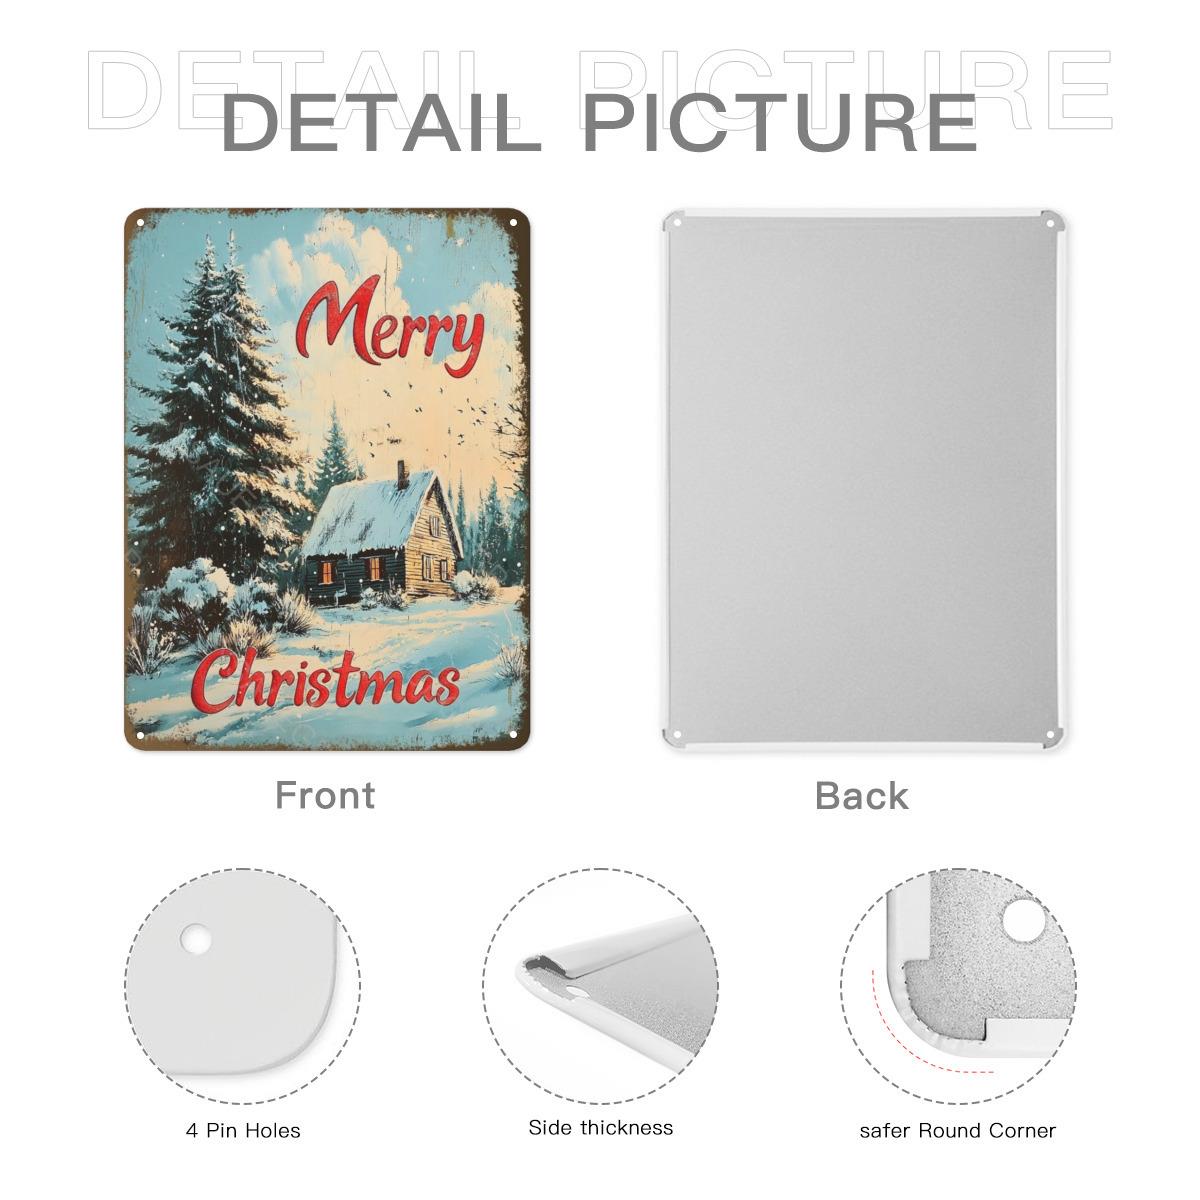 DETAIL PICTURE
DETAIL PICTURE
Merry
Christmas
Front
Back
4 Pin Holes
Side thickness
safer Round Corner